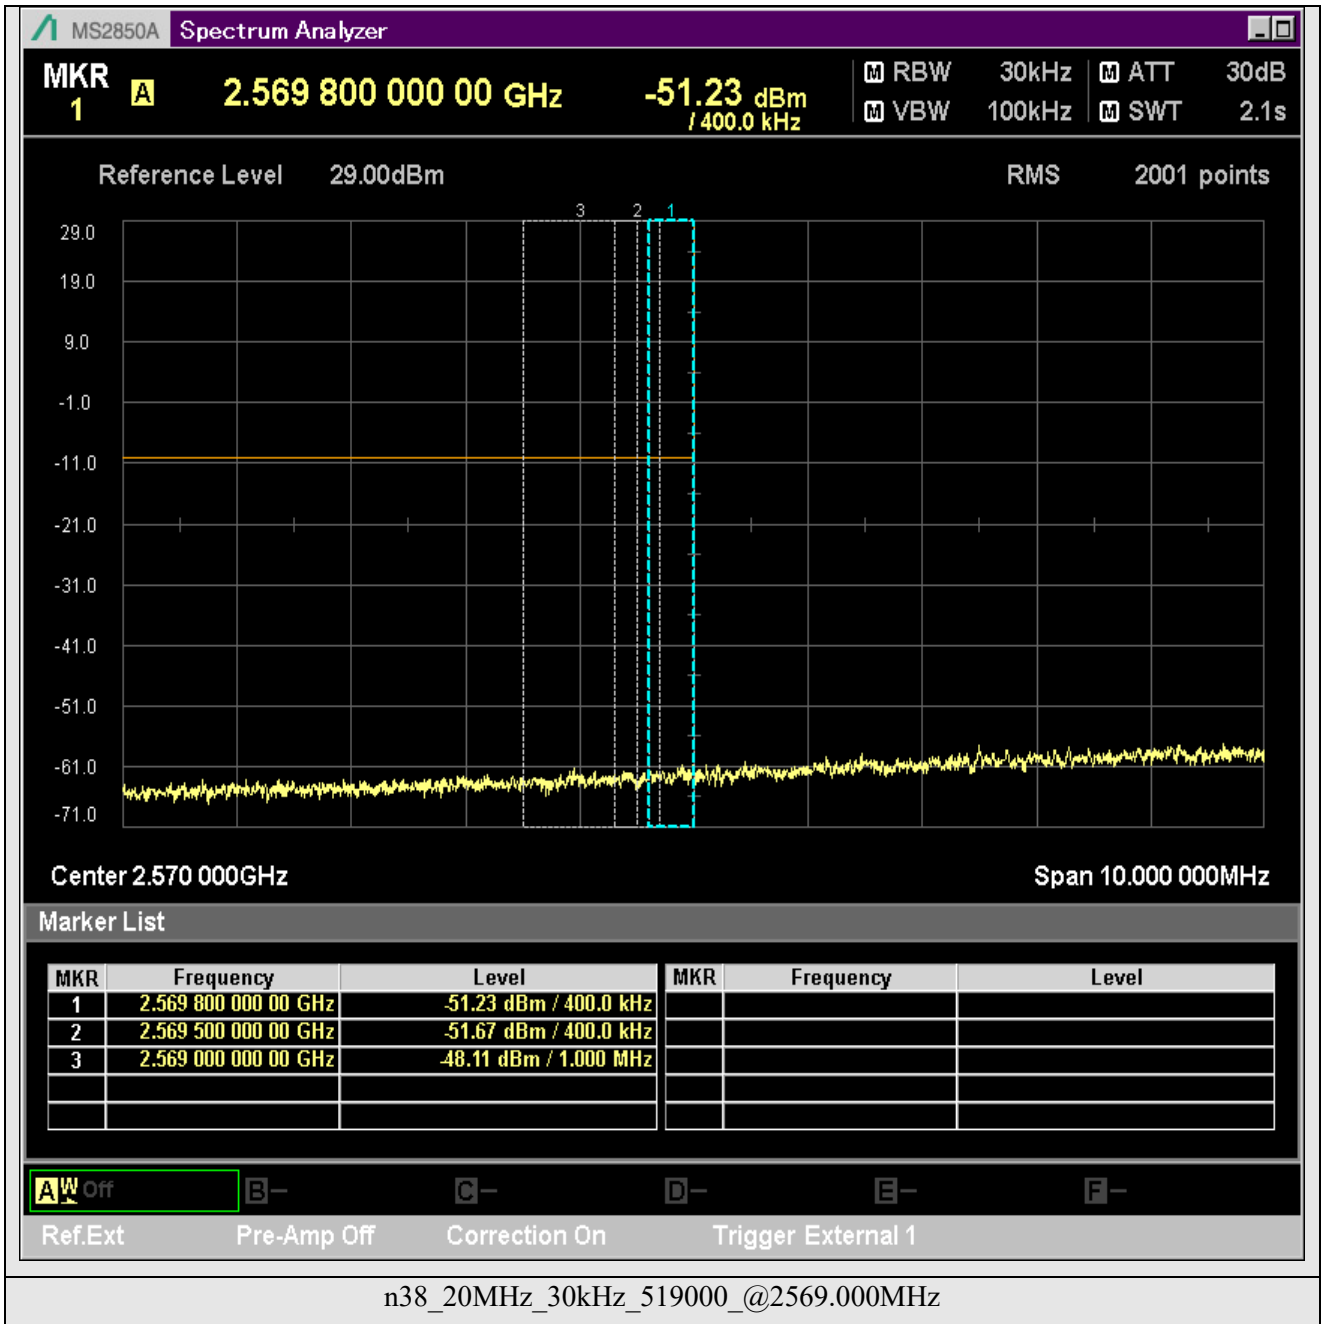 MS2850A Spectrum Analyzer
MKR 1 A 2.569 800 000 00 GHz -51.23 dBm / 400.0 kHz
M RBW 30kHz M ATT 30dB
M VBW 100kHz M SWT 2.1s
Reference Level 29.00dBm RMS 2001 points
3 2 1
29.0
19.0
9.0
-1.0
-11.0
-21.0
-31.0
-41.0
-51.0
-61.0
-71.0
Center 2.570 000GHz Span 10.000 000MHz
Marker List
MKR Frequency Level MKR Frequency Level
1 2.569 800 000 00 GHz -51.23 dBm / 400.0 kHz
2 2.569 500 000 00 GHz -51.67 dBm / 400.0 kHz
3 2.569 000 000 00 GHz -48.11 dBm / 1.000 MHz
A W Off B - C - D - E - F -
Ref.Ext Pre-Amp Off Correction On Trigger External 1
n38_20MHz_30kHz_519000_@2569.000MHz